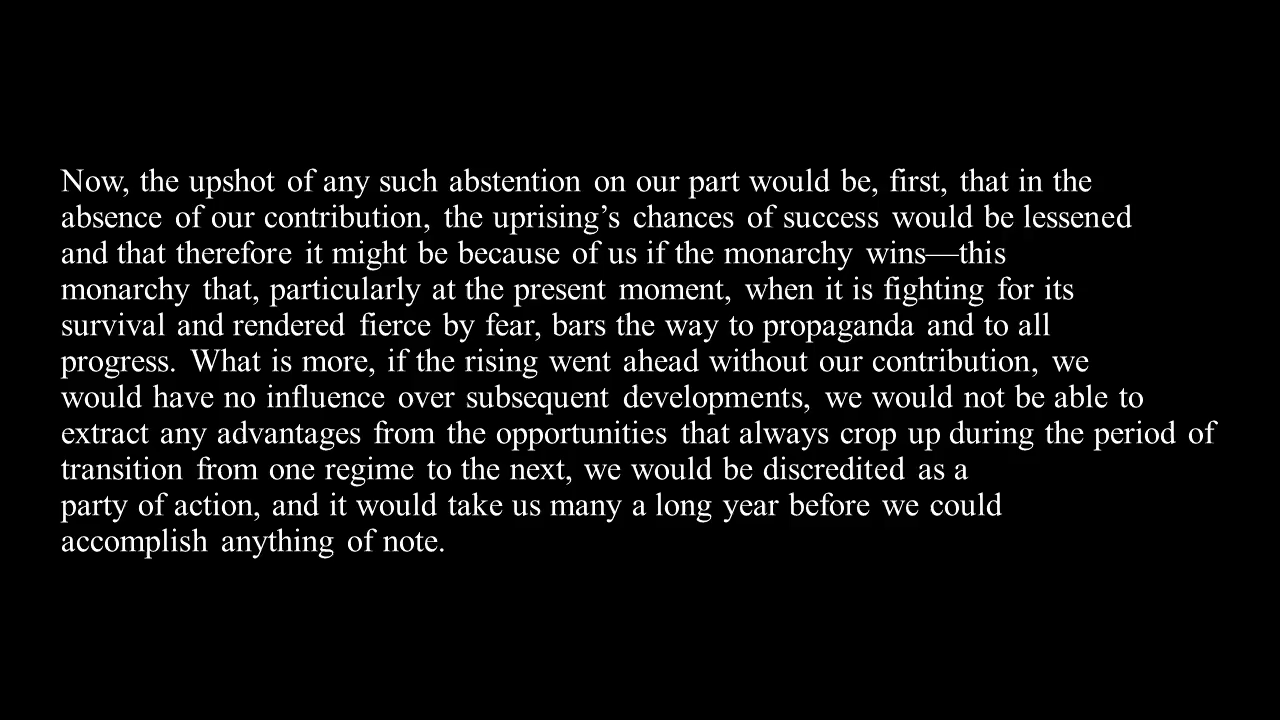 Now, the upshot of any such abstention on our part would be, first, that in the
absence of our contribution, the uprising’s chances of success would be lessened
and that therefore it might be because of us if the monarchy wins—this
monarchy that, particularly at the present moment, when it is fighting for its
survival and rendered fierce by fear, bars the way to propaganda and to all
progress. What is more, if the rising went ahead without our contribution, we
would have no influence over subsequent developments, we would not be able to
extract any advantages from the opportunities that always crop up during the period of
transition from one regime to the next, we would be discredited as a
party of action, and it would take us many a long year before we could
accomplish anything of note.